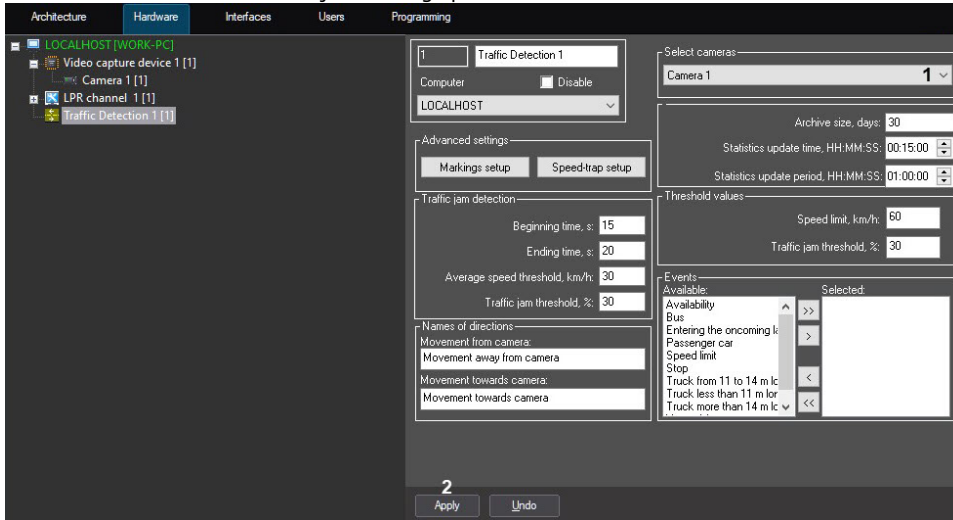 Architecture Hardware Interfaces Users Programming
LOCALHOST [WORK-PC]
Video capture device 1 [1]
Camera 1 [1]
LPR channel 1 [1]
Traffic Detection 1 [1]
1 Traffic Detection 1
Computer Disable
LOCALHOST
Advanced settings
Markings setup Speed-trap setup
Traffic jam detection
Beginning time, s: 15
Ending time, s: 20
Average speed threshold, km/h: 30
Traffic jam threshold, %: 30
Names of directions
Movement from camera:
Movement away from camera
Movement towards camera:
Movement towards camera
Select cameras
Camera 1 1
Archive size, days: 30
Statistics update time, HH:MM:SS: 00:15:00
Statistics update period, HH:MM:SS: 01:00:00
Threshold values
Speed limit, km/h: 60
Traffic jam threshold, %: 30
Events
Available: Selected:
Availability
Bus
Entering the oncoming la
Passenger car
Speed limit
Stop
Truck from 11 to 14 m lc
Truck less than 11 m lor
Truck more than 14 m lc
>>
>
<
<<
2
Apply Undo